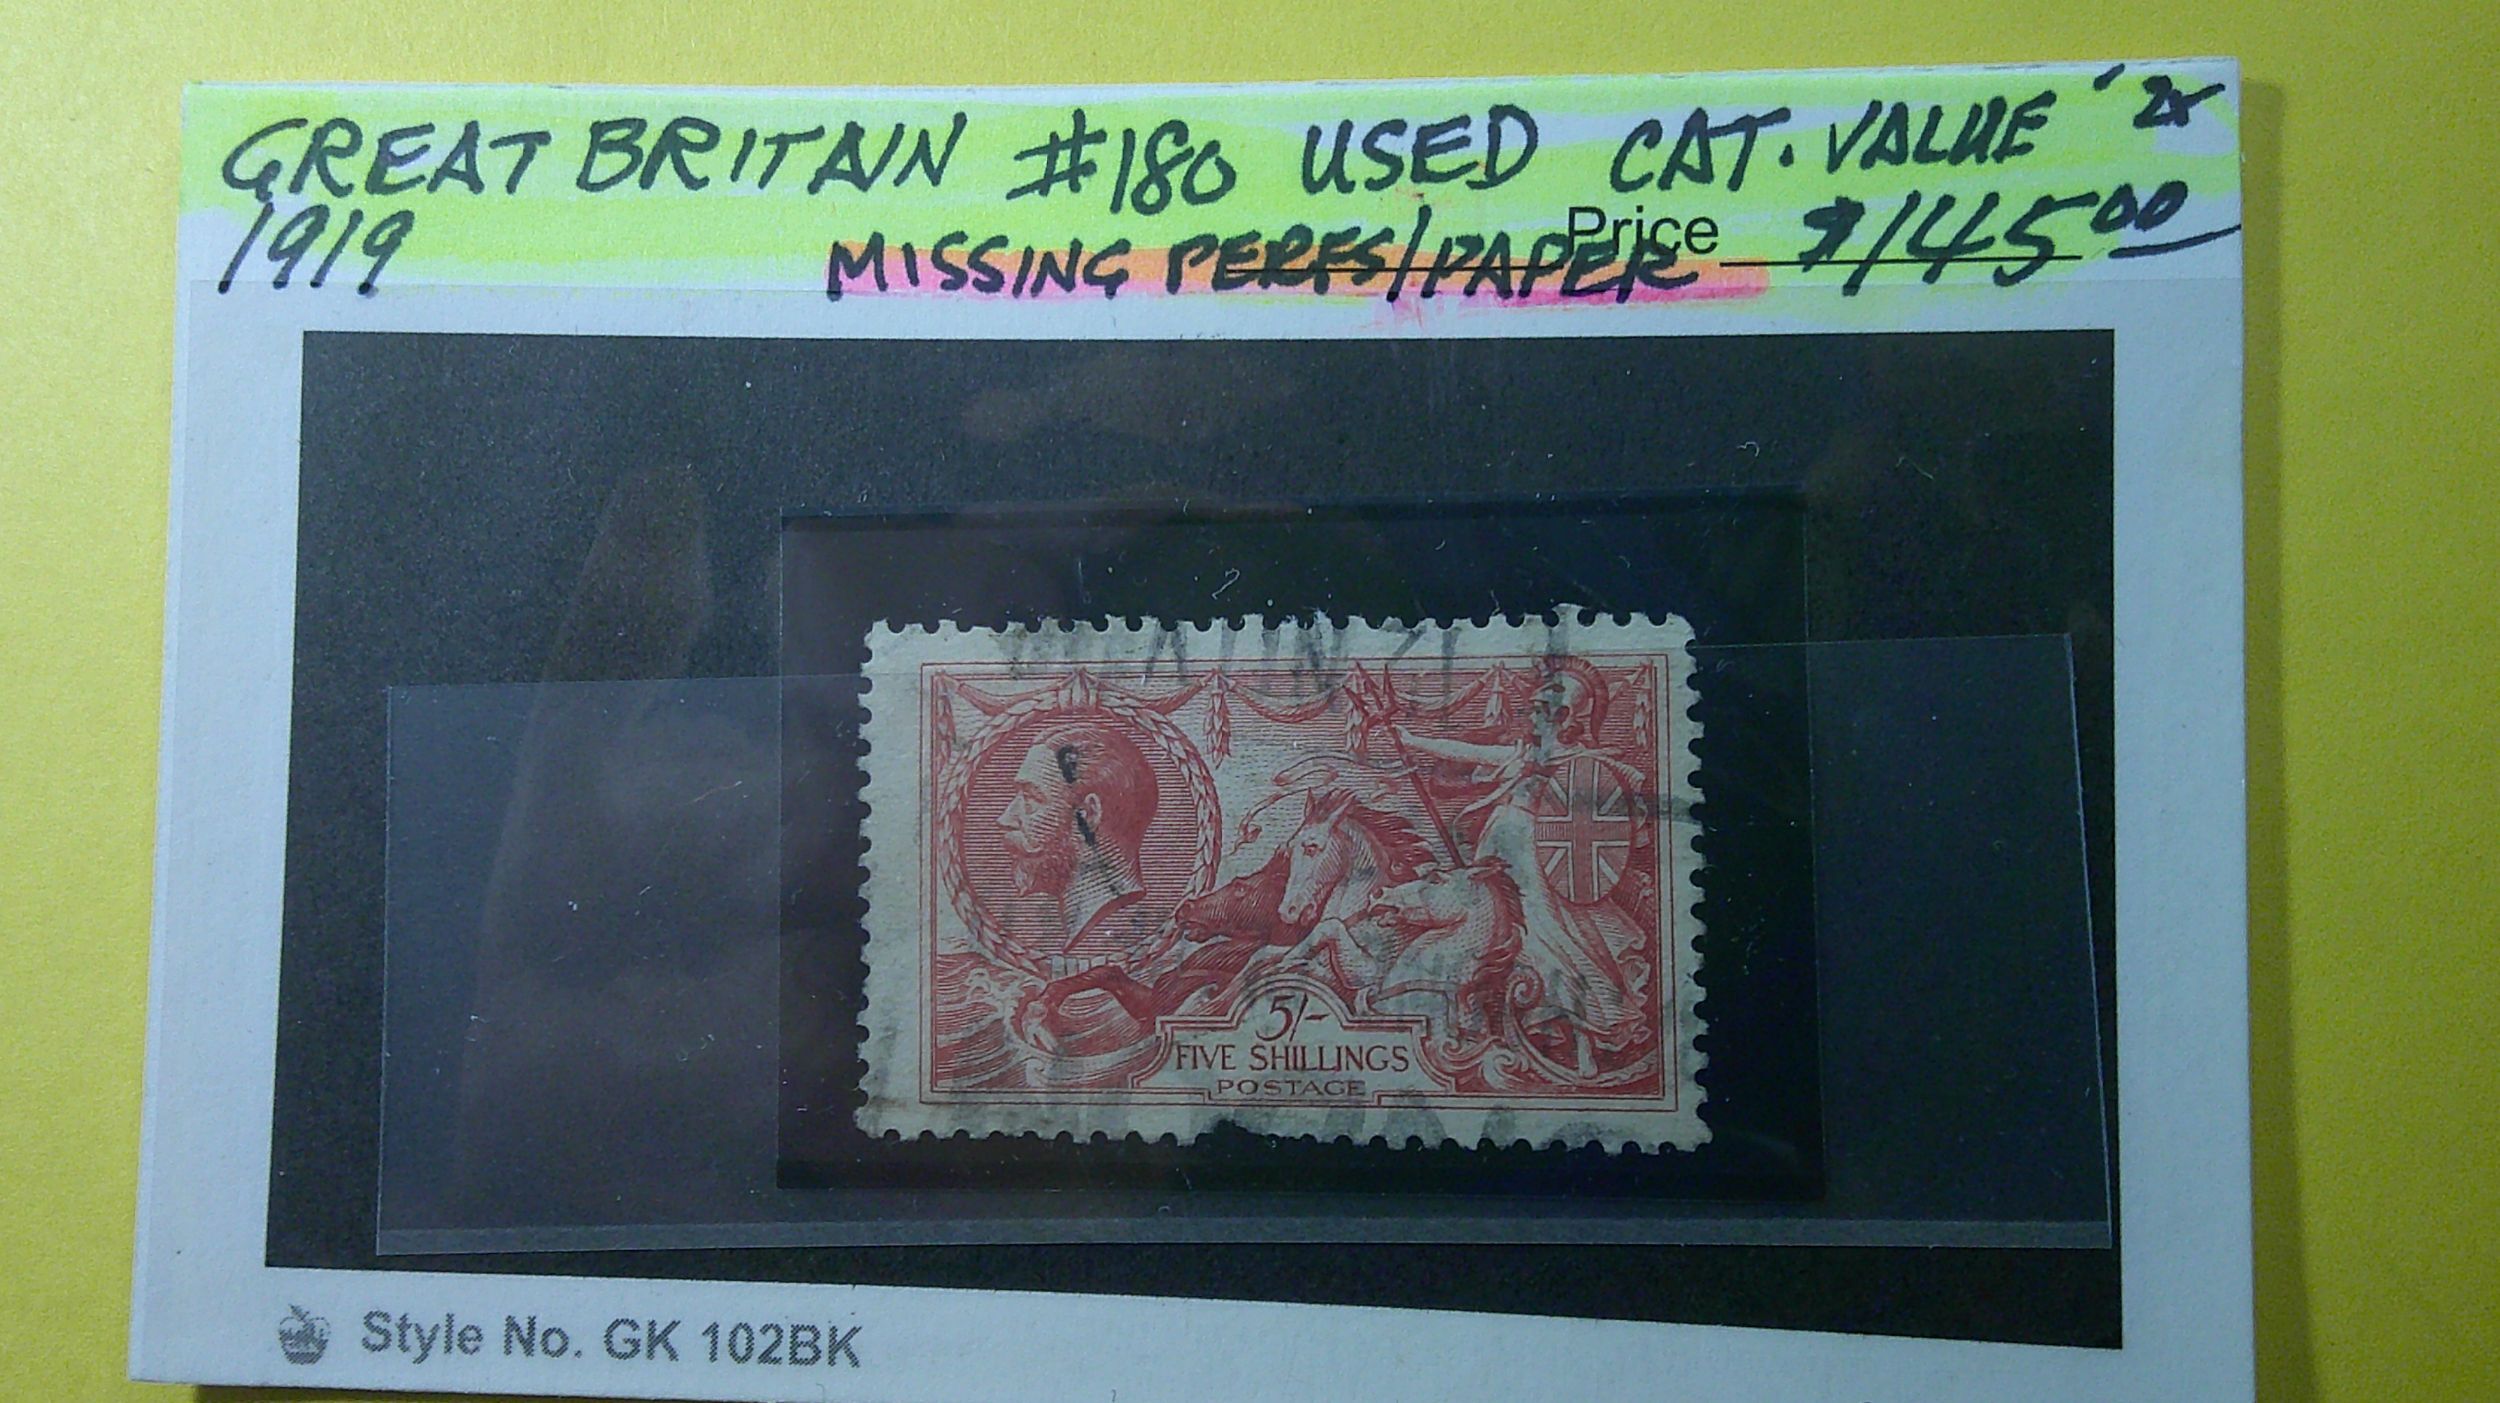 GREAT BRITAIN #180 USED CAT. VALUE '22
1919 MISSING PERFS/PAPER Price $145.00
5/-
FIVE SHILLINGS
POSTAGE
Style No. GK 102BK